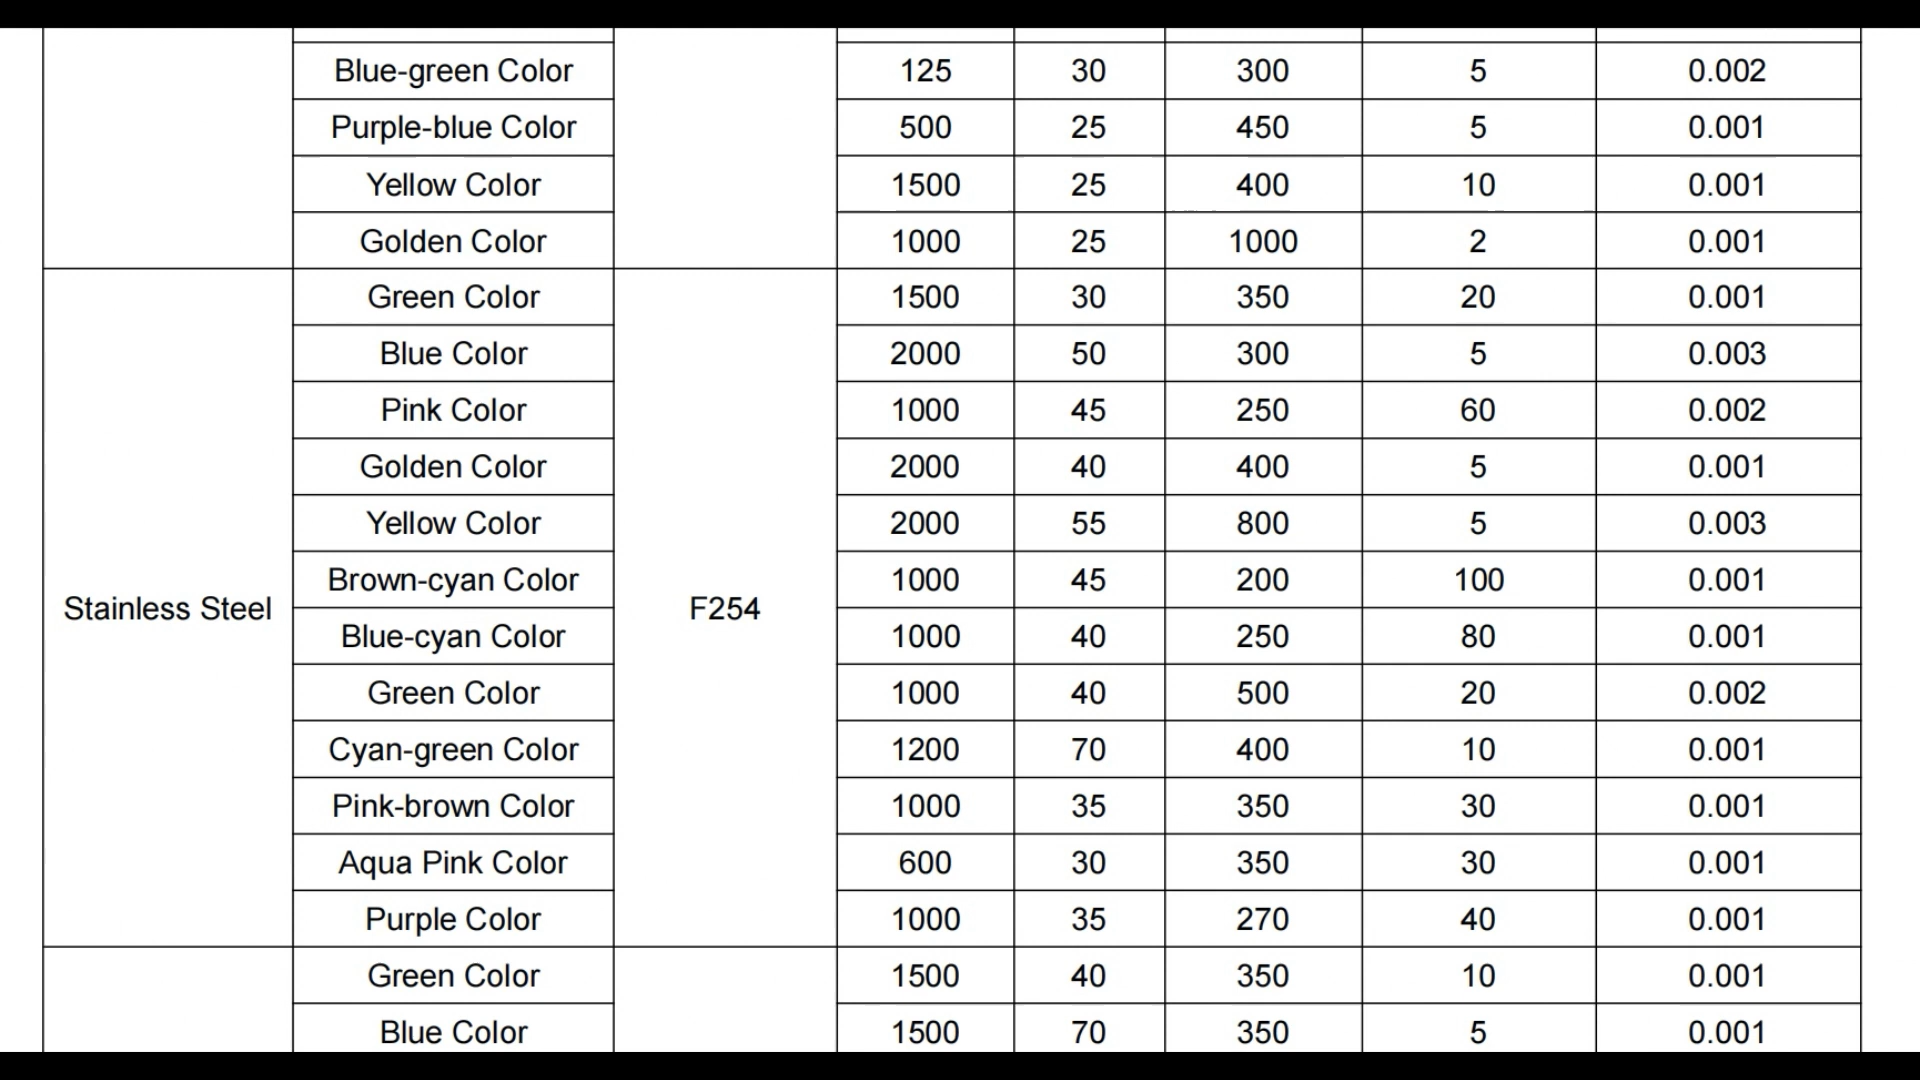 Blue-green Color 125 30 300 5 0.002
Purple-blue Color 500 25 450 5 0.001
Yellow Color 1500 25 400 10 0.001
Golden Color 1000 25 1000 2 0.001
Green Color 1500 30 350 20 0.001
Blue Color 2000 50 300 5 0.003
Pink Color 1000 45 250 60 0.002
Golden Color 2000 40 400 5 0.001
Yellow Color 2000 55 800 5 0.003
Brown-cyan Color 1000 45 200 100 0.001
Stainless Steel F254
Blue-cyan Color 1000 40 250 80 0.001
Green Color 1000 40 500 20 0.002
Cyan-green Color 1200 70 400 10 0.001
Pink-brown Color 1000 35 350 30 0.001
Aqua Pink Color 600 30 350 30 0.001
Purple Color 1000 35 270 40 0.001
Green Color 1500 40 350 10 0.001
Blue Color 1500 70 350 5 0.001